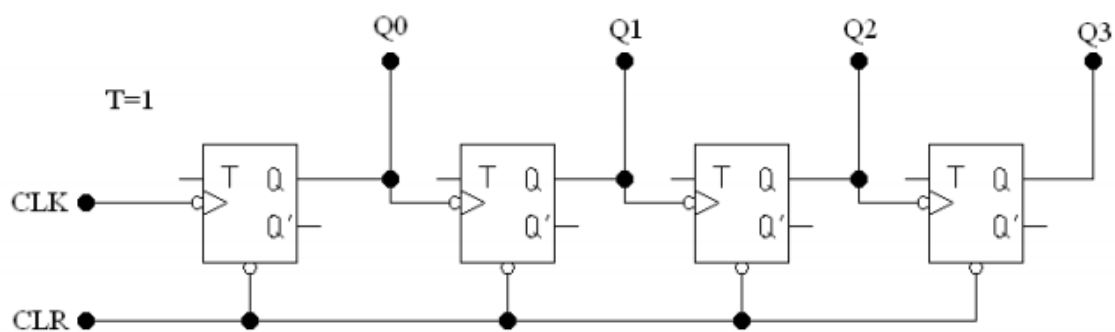 Q0 Q1 Q2 Q3
T=1
T Q T Q T Q T Q
CLK
Q' Q' Q' Q'
CLR